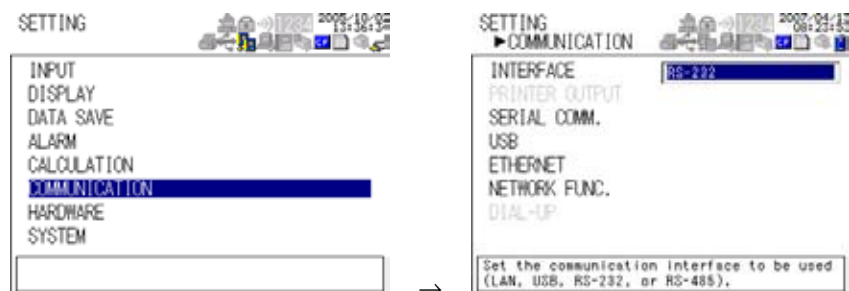 SETTING
INPUT
DISPLAY
DATA SAVE
ALARM
CALCULATION
COMMUNICATION
HARDWARE
SYSTEM
→
SETTING
►COMMUNICATION
INTERFACE RS-232
PRINTER OUTPUT
SERIAL COMM.
USB
ETHERNET
NETWORK FUNC.
DIAL-UP
Set the communication interface to be used
(LAN, USB, RS-232, or RS-485).